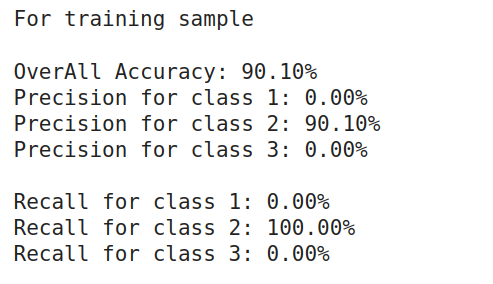 For training sample
OverAll Accuracy: 90.10%
Precision for class 1: 0.00%
Precision for class 2: 90.10%
Precision for class 3: 0.00%
Recall for class 1: 0.00%
Recall for class 2: 100.00%
Recall for class 3: 0.00%